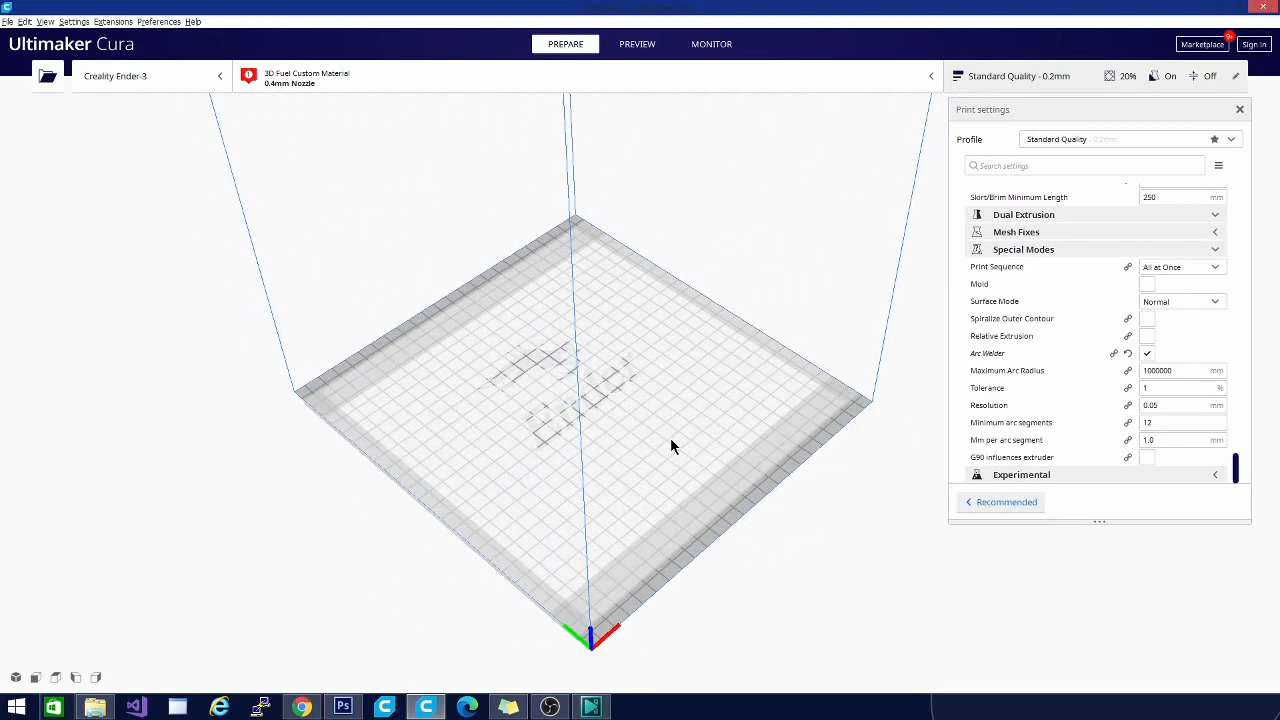 File Edit View Settings Extensions Preferences Help
Ultimaker Cura
PREPARE
PREVIEW
MONITOR
Marketplace
Sign in
Creality Ender-3
3D Fuel Custom Material
0.4mm Nozzle
Standard Quality - 0.2mm
20%
On
Off
Print settings
Profile
Standard Quality - 0.2mm
Search settings
Skirt/Brim Minimum Length 250 mm
Dual Extrusion
Mesh Fixes
Special Modes
Print Sequence All at Once
Mold
Surface Mode Normal
Spiralize Outer Contour
Relative Extrusion
Arc Welder
Maximum Arc Radius 1000000 mm
Tolerance 1 %
Resolution 0.05 mm
Minimum arc segments 12
Mm per arc segment 1.0 mm
G90 influences extruder
Experimental
Recommended
Ps